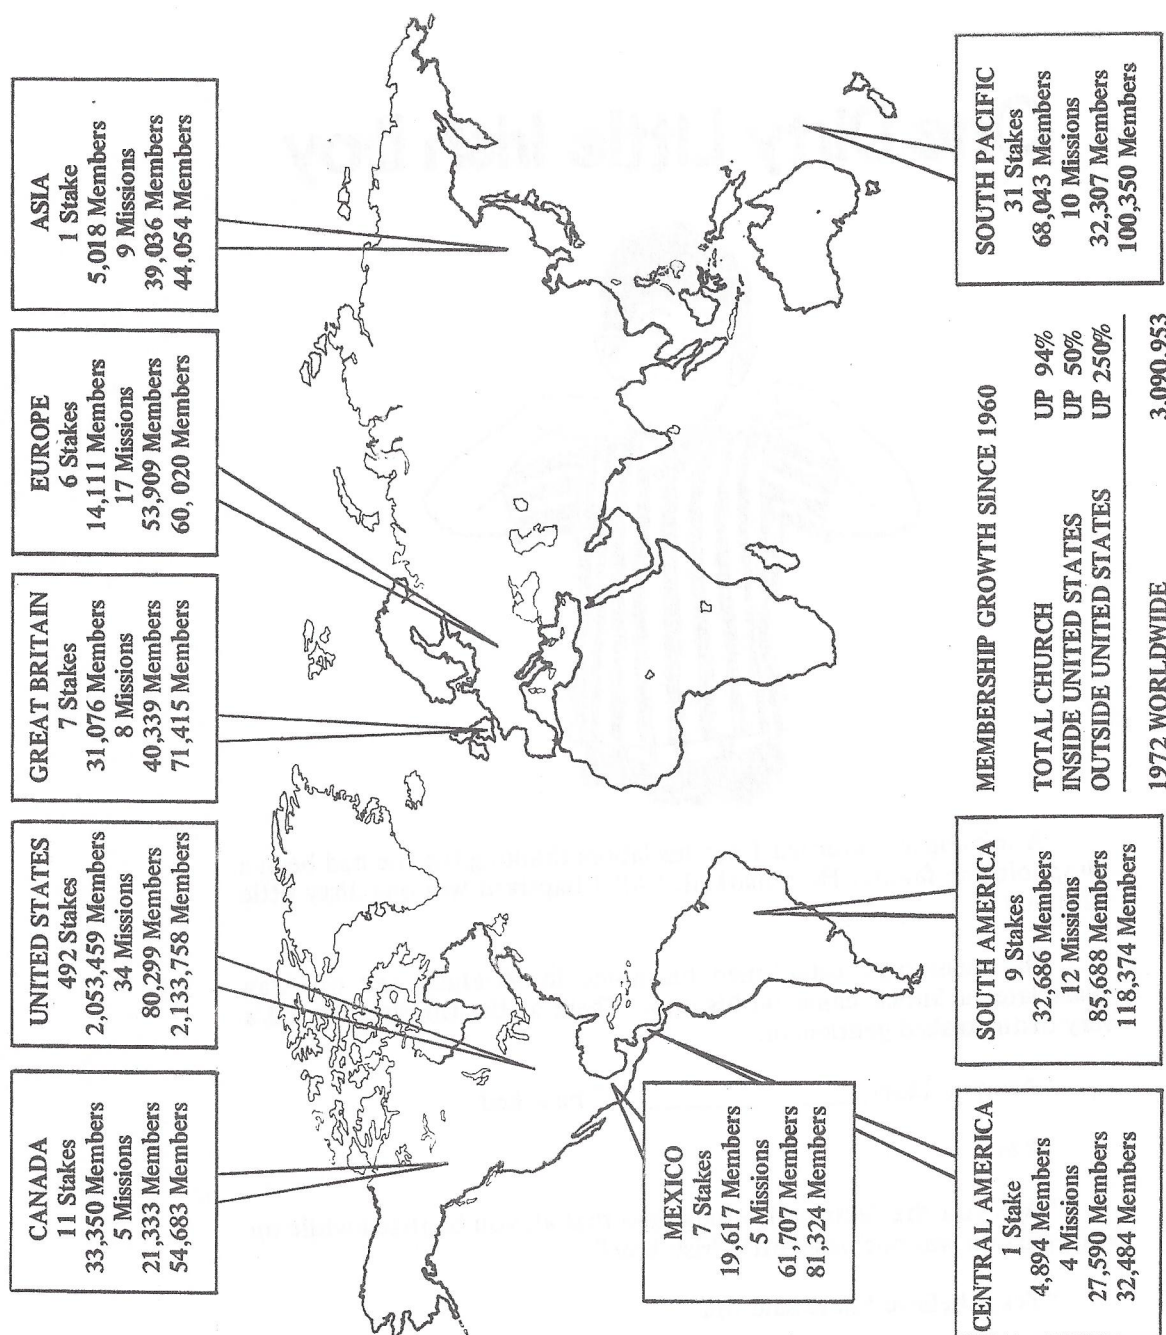 CANADA
11 Stakes
33,350 Members
5 Missions
21,333 Members
54,683 Members
UNITED STATES
492 Stakes
2,053,459 Members
34 Missions
80,299 Members
2,133,758 Members
GREAT BRITAIN
7 Stakes
31,076 Members
8 Missions
40,339 Members
71,415 Members
EUROPE
6 Stakes
14,111 Members
17 Missions
53,909 Members
60, 020 Members
ASIA
1 Stake
5,018 Members
9 Missions
39,036 Members
44,054 Members
MEXICO
7 Stakes
19,617 Members
5 Missions
61,707 Members
81,324 Members
CENTRAL AMERICA
1 Stake
4,894 Members
4 Missions
27,590 Members
32,484 Members
SOUTH AMERICA
9 Stakes
32,686 Members
12 Missions
85,688 Members
118,374 Members
MEMBERSHIP GROWTH SINCE 1960
TOTAL CHURCH UP 94%
INSIDE UNITED STATES UP 50%
OUTSIDE UNITED STATES UP 250%
1972 WORLDWIDE 3,090,953
SOUTH PACIFIC
31 Stakes
68,043 Members
10 Missions
32,307 Members
100,350 Members